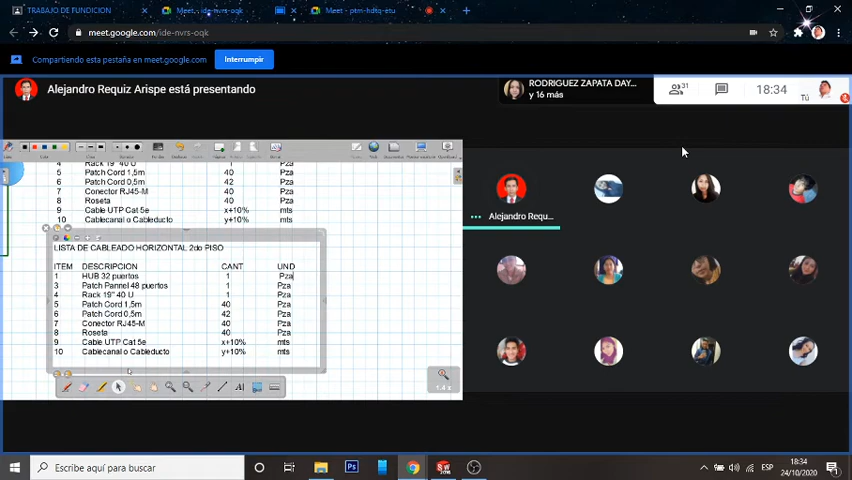 TRABAJO DE FUNDICION
Meet - ide-nvrs-oqk
Meet - ptm-hdtq-etu
meet.google.com/ide-nvrs-oqk
Compartiendo esta pestaña en meet.google.com
Interrumpir
Alejandro Requiz Arispe está presentando
RODRIGUEZ ZAPATA DAY...
y 16 más
31
18:34
Tú
4 Rack 19" 40 U 1 Pza
5 Patch Cord 1,5m 40 Pza
6 Patch Cord 0,5m 42 Pza
7 Conector RJ45-M 40 Pza
8 Roseta 40 Pza
9 Cable UTP Cat 5e x+10% mts
10 Cablecanal o Cableducto y+10% mts
LISTA DE CABLEADO HORIZONTAL 2do PISO
ITEM DESCRIPCION CANT UND
1 HUB 32 puertos 1 Pza
3 Patch Pannel 48 puertos 1 Pza
4 Rack 19" 40 U 1 Pza
5 Patch Cord 1,5m 40 Pza
6 Patch Cord 0,5m 42 Pza
7 Conector RJ45-M 40 Pza
8 Roseta 40 Pza
9 Cable UTP Cat 5e x+10% mts
10 Cablecanal o Cableducto y+10% mts
1.4 x
Alejandro Requ...
Escribe aquí para buscar
ESP
18:34
24/10/2020